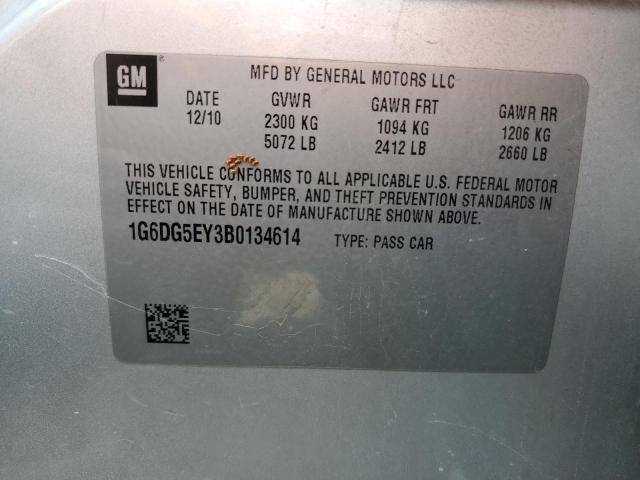 GM
MFD BY GENERAL MOTORS LLC
DATE GVWR GAWR FRT GAWR RR
12/10 2300 KG 1094 KG 1206 KG
5072 LB 2412 LB 2660 LB
THIS VEHICLE CONFORMS TO ALL APPLICABLE U.S. FEDERAL MOTOR
VEHICLE SAFETY, BUMPER, AND THEFT PREVENTION STANDARDS IN
EFFECT ON THE DATE OF MANUFACTURE SHOWN ABOVE.
1G6DG5EY3B0134614 TYPE: PASS CAR